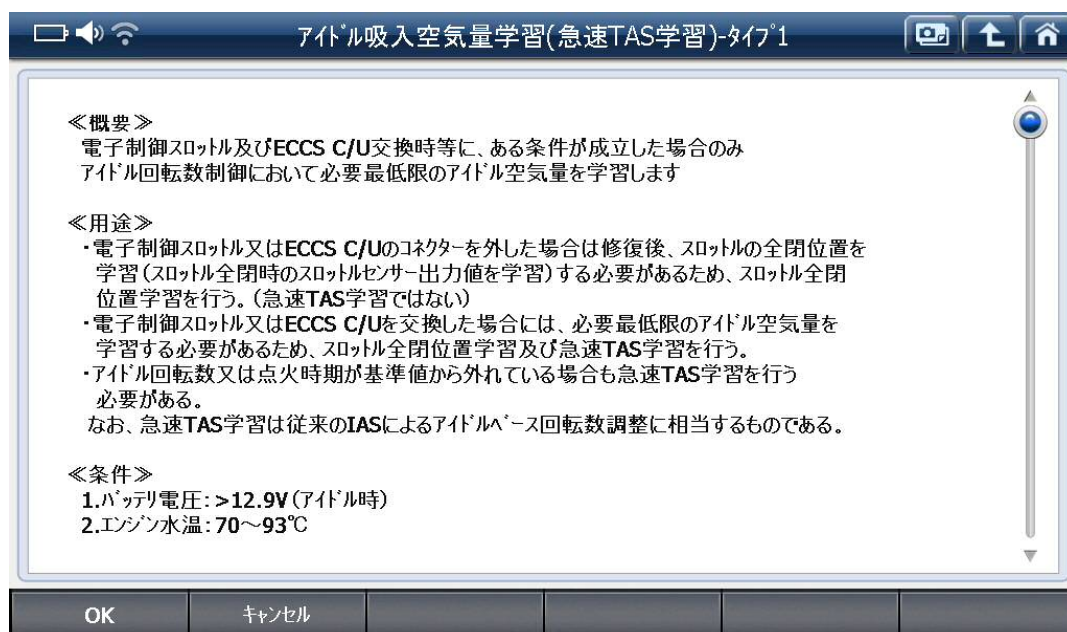 アイドル吸入空気量学習(急速TAS学習)-タイプ1
≪概要≫
電子制御スロットル及びECCS C/U交換時等に、ある条件が成立した場合のみ
アイドル回転数制御において必要最低限のアイドル空気量を学習します
≪用途≫
・電子制御スロットル又はECCS C/Uのコネクターを外した場合は修復後、スロットルの全閉位置を
学習(スロットル全閉時のスロットルセンサー出力値を学習)する必要があるため、スロットル全閉
位置学習を行う。(急速TAS学習ではない)
・電子制御スロットル又はECCS C/Uを交換した場合には、必要最低限のアイドル空気量を
学習する必要があるため、スロットル全閉位置学習及び急速TAS学習を行う。
・アイドル回転数又は点火時期が基準値から外れている場合も急速TAS学習を行う
必要がある。
なお、急速TAS学習は従来のIASによるアイドルベース回転数調整に相当するものである。
≪条件≫
1.バッテリ電圧:>12.9V(アイドル時)
2.エンジン水温:70～93℃
OK キャンセル